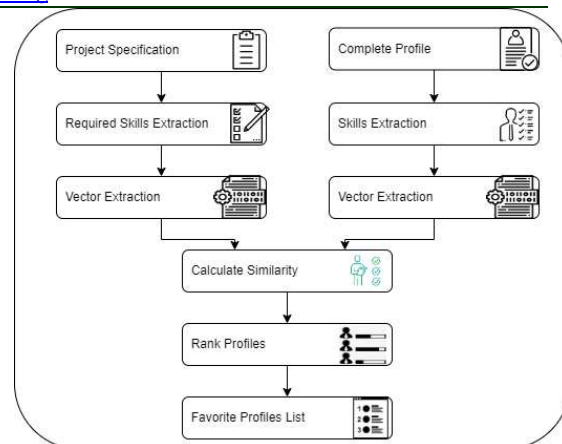 Project Specification
Complete Profile
Required Skills Extraction
Skills Extraction
Vector Extraction
Vector Extraction
Calculate Similarity
Rank Profiles
Favorite Profiles List